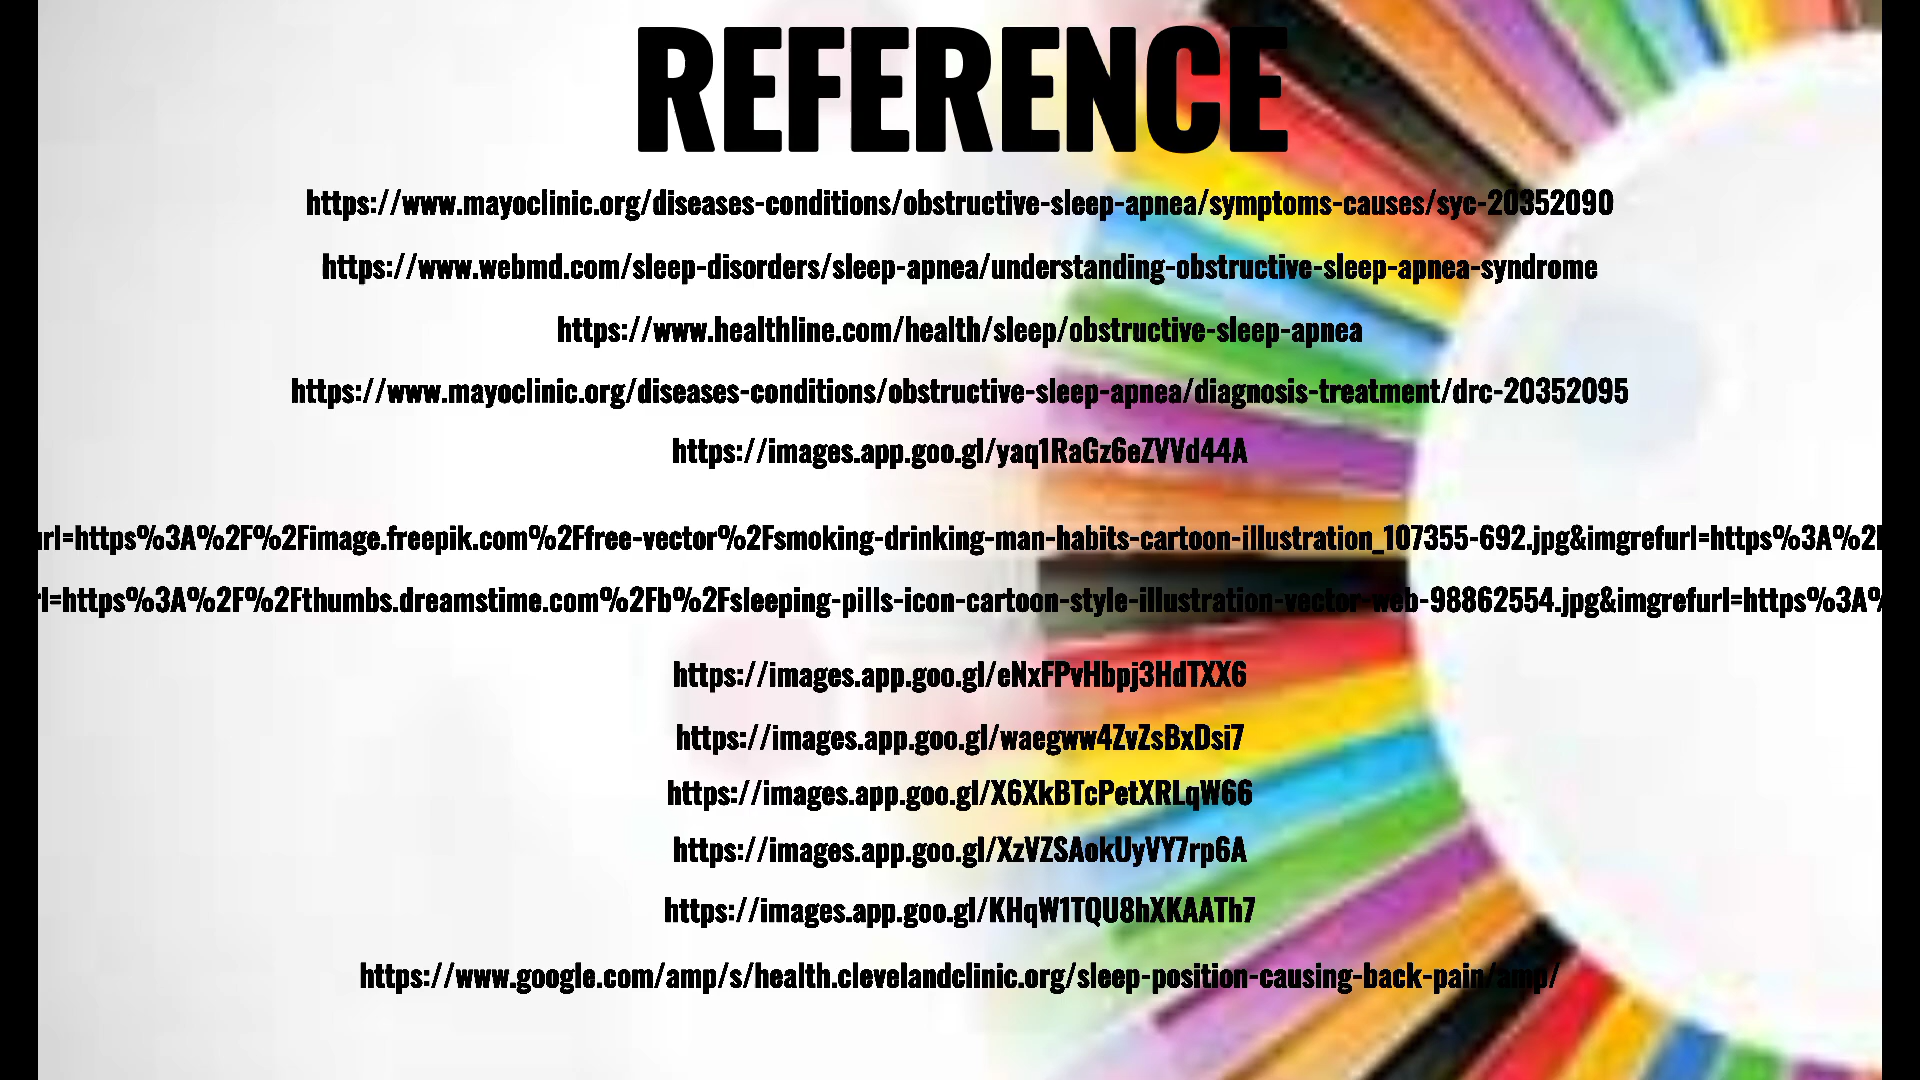 REFERENCE
https://www.mayoclinic.org/diseases-conditions/obstructive-sleep-apnea/symptoms-causes/syc-20352090
https://www.webmd.com/sleep-disorders/sleep-apnea/understanding-obstructive-sleep-apnea-syndrome
https://www.healthline.com/health/sleep/obstructive-sleep-apnea
https://www.mayoclinic.org/diseases-conditions/obstructive-sleep-apnea/diagnosis-treatment/drc-20352095
https://images.app.goo.gl/yaq1RaGz6eZVVd44A
url=https%3A%2F%2Fimage.freepik.com%2Ffree-vector%2Fsmoking-drinking-man-habits-cartoon-illustration_107355-692.jpg&imgrefurl=https%3A%2F
rl=https%3A%2F%2Fthumbs.dreamstime.com%2Fb%2Fsleeping-pills-icon-cartoon-style-illustration-vector-web-98862554.jpg&imgrefurl=https%3A%
https://images.app.goo.gl/eNxFPvHbpj3HdTXX6
https://images.app.goo.gl/waegww4ZvZsBxDsi7
https://images.app.goo.gl/X6XkBTcPetXRLqW66
https://images.app.goo.gl/XzVZSAokUyVY7rp6A
https://images.app.goo.gl/KHqW1TQU8hXKAATh7
https://www.google.com/amp/s/health.clevelandclinic.org/sleep-position-causing-back-pain/amp/